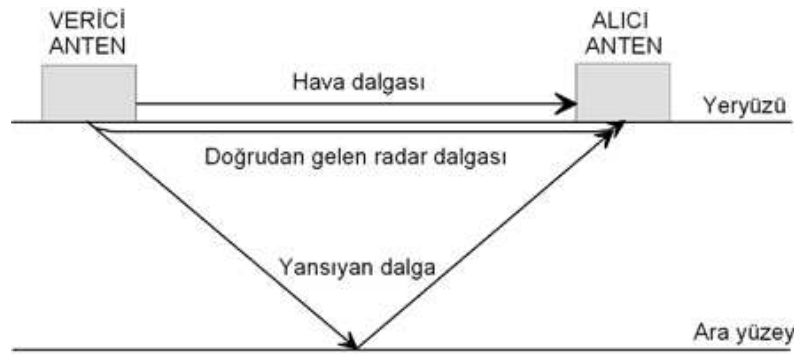 VERİCİ
ANTEN
ALICI
ANTEN
Hava dalgası
Yeryüzü
Doğrudan gelen radar dalgası
Yansıyan dalga
Ara yüzey